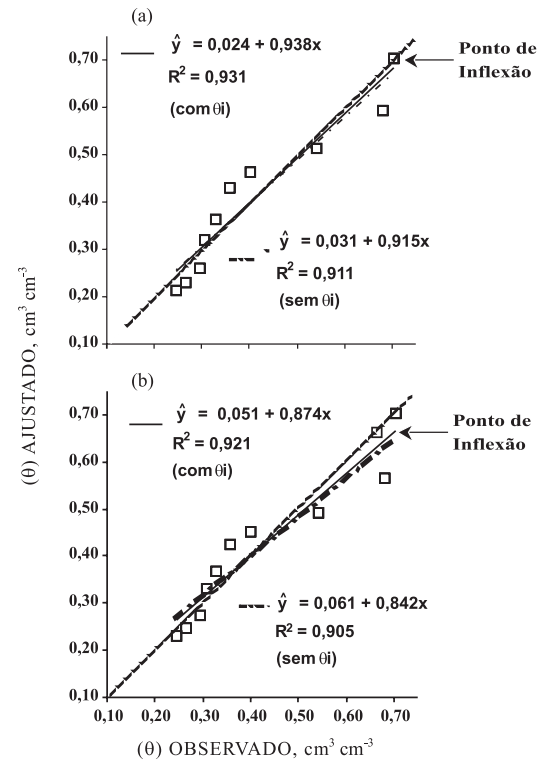 (a)
ŷ = 0,024 + 0,938x
R² = 0,931
(com θi)
Ponto de
Inflexão
ŷ = 0,031 + 0,915x
R² = 0,911
(sem θi)
0,70
0,60
0,50
0,40
0,30
0,20
0,10
(θ) AJUSTADO, cm³ cm⁻³
(b)
ŷ = 0,051 + 0,874x
R² = 0,921
(com θi)
Ponto de
Inflexão
ŷ = 0,061 + 0,842x
R² = 0,905
(sem θi)
0,70
0,60
0,50
0,40
0,30
0,20
0,10
0,10 0,20 0,30 0,40 0,50 0,60 0,70
(θ) OBSERVADO, cm³ cm⁻³